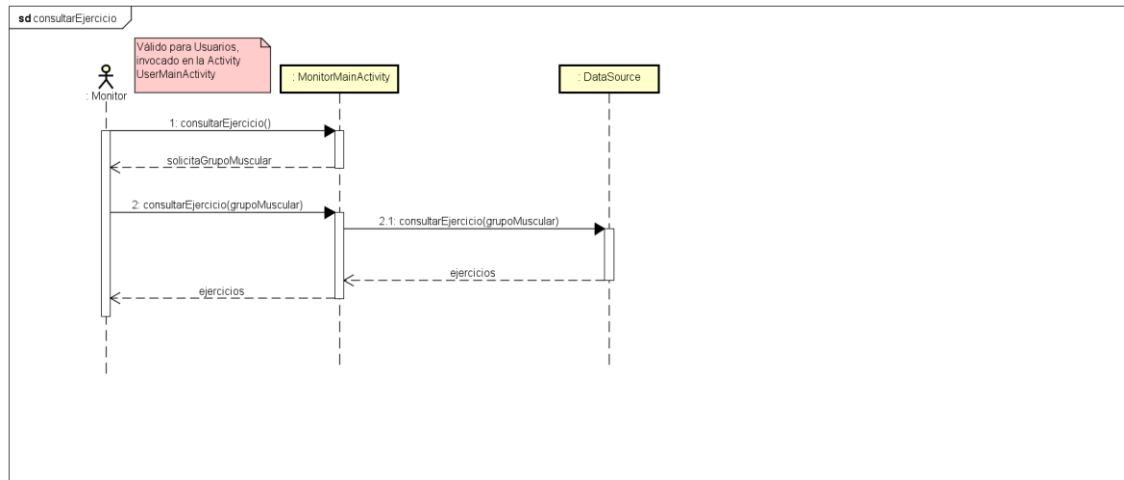 sd consultarEjercicio
Válido para Usuarios,
invocado en la Activity
UserMainActivity
: Monitor
: MonitorMainActivity
: DataSource
1: consultarEjercicio()
solicitaGrupoMuscular
2: consultarEjercicio(grupoMuscular)
2.1: consultarEjercicio(grupoMuscular)
ejercicios
ejercicios